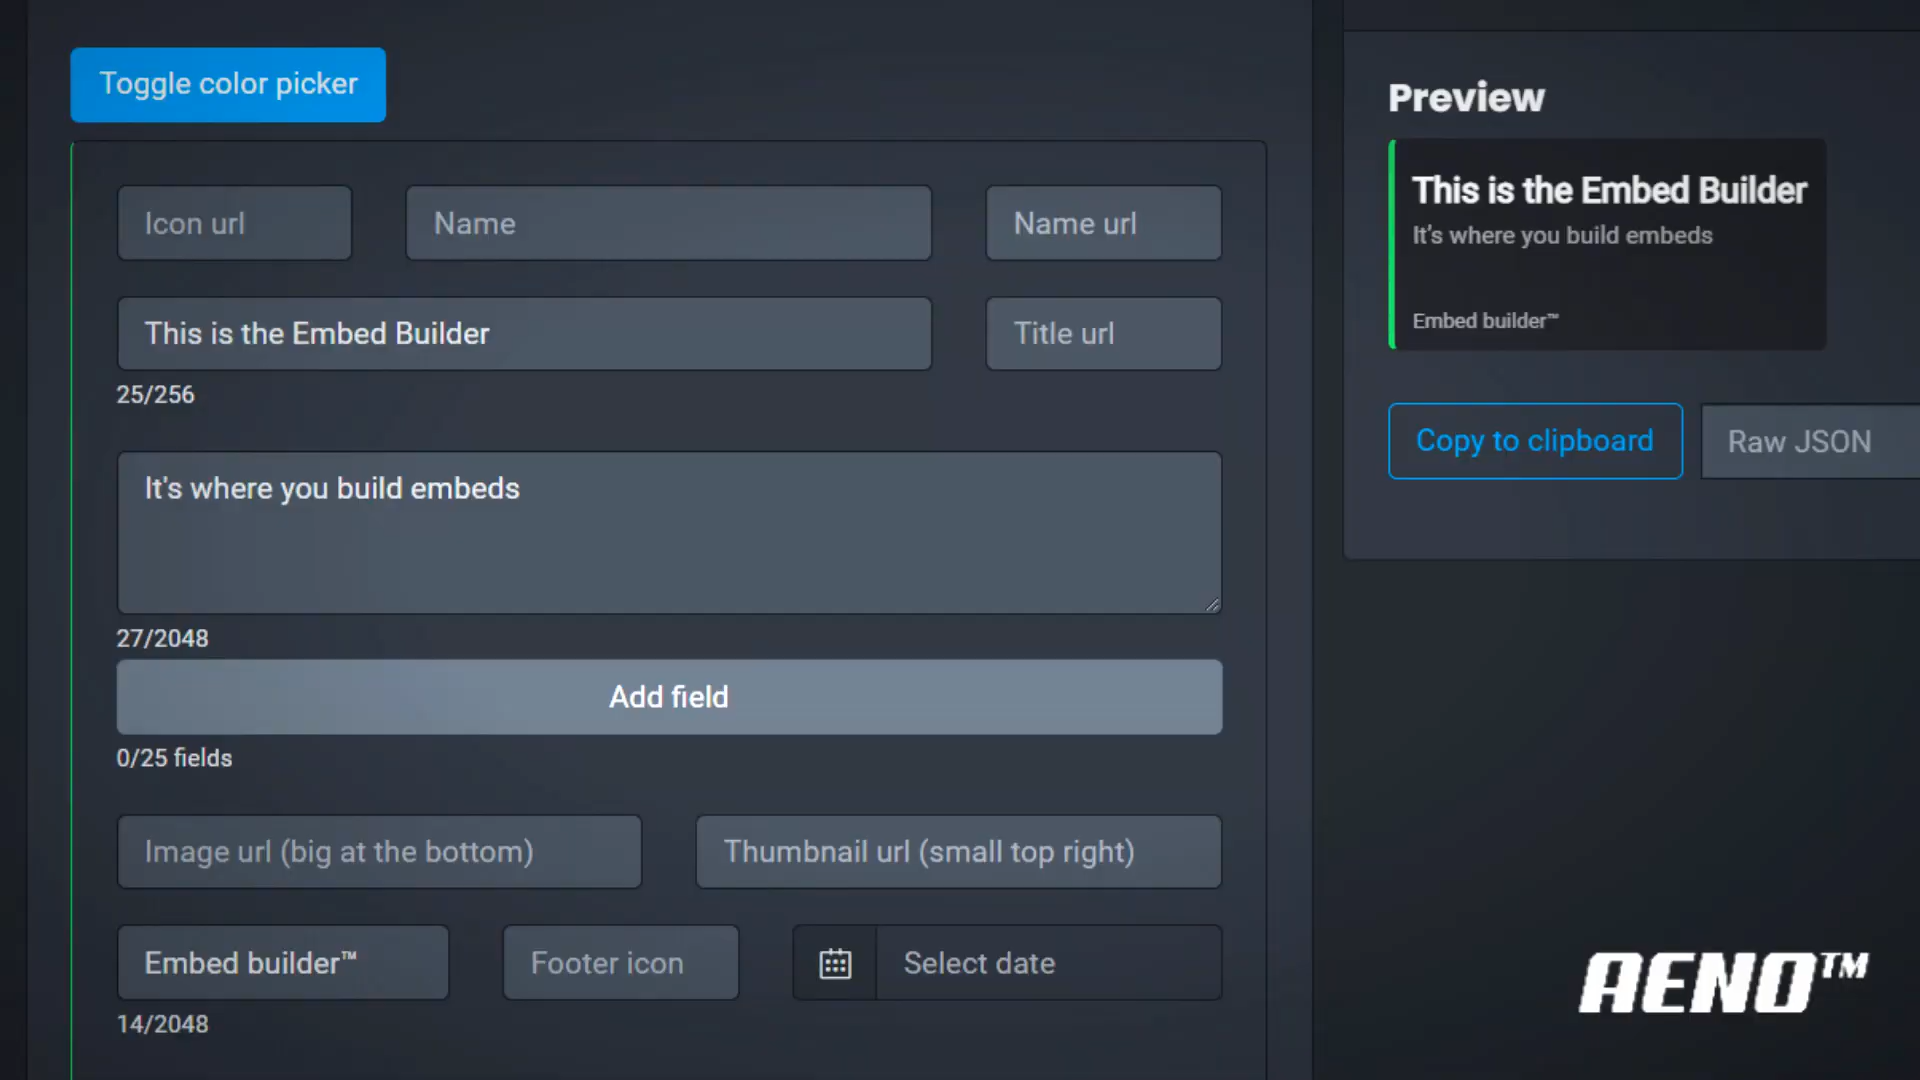 Toggle color picker
Icon url
Name
Name url
This is the Embed Builder
Title url
25/256
It's where you build embeds
27/2048
Add field
0/25 fields
Image url (big at the bottom)
Thumbnail url (small top right)
Embed builder™
Footer icon
Select date
14/2048
Preview
This is the Embed Builder
It's where you build embeds
Embed builder™
Copy to clipboard
Raw JSON
AENO™